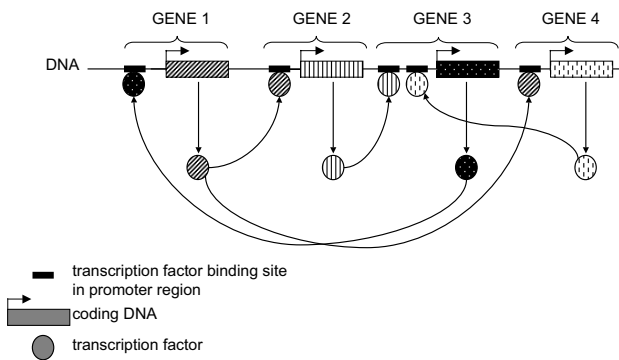 GENE 1 GENE 2 GENE 3 GENE 4
DNA
transcription factor binding site
in promoter region
coding DNA
transcription factor